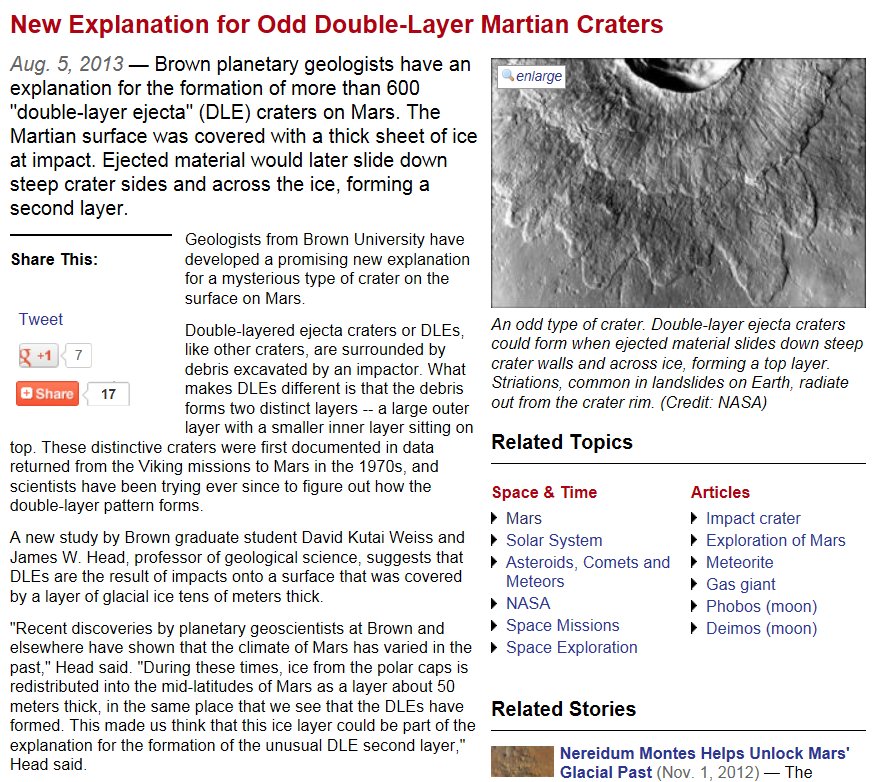 New Explanation for Odd Double-Layer Martian Craters
Aug. 5, 2013 — Brown planetary geologists have an
explanation for the formation of more than 600
"double-layer ejecta" (DLE) craters on Mars. The
Martian surface was covered with a thick sheet of ice
at impact. Ejected material would later slide down
steep crater sides and across the ice, forming a
second layer.
Share This:
Tweet
g +1 7
Share 17
Geologists from Brown University have
developed a promising new explanation
for a mysterious type of crater on the
surface on Mars.
Double-layered ejecta craters or DLEs,
like other craters, are surrounded by
debris excavated by an impactor. What
makes DLEs different is that the debris
forms two distinct layers -- a large outer
layer with a smaller inner layer sitting on
top. These distinctive craters were first documented in data
returned from the Viking missions to Mars in the 1970s, and
scientists have been trying ever since to figure out how the
double-layer pattern forms.
A new study by Brown graduate student David Kutai Weiss and
James W. Head, professor of geological science, suggests that
DLEs are the result of impacts onto a surface that was covered
by a layer of glacial ice tens of meters thick.
"Recent discoveries by planetary geoscientists at Brown and
elsewhere have shown that the climate of Mars has varied in the
past," Head said. "During these times, ice from the polar caps is
redistributed into the mid-latitudes of Mars as a layer about 50
meters thick, in the same place that we see that the DLEs have
formed. This made us think that this ice layer could be part of the
explanation for the formation of the unusual DLE second layer,"
Head said.
enlarge
An odd type of crater. Double-layer ejecta craters
could form when ejected material slides down steep
crater walls and across ice, forming a top layer.
Striations, common in landslides on Earth, radiate
out from the crater rim. (Credit: NASA)
Related Topics
Space & Time
Mars
Solar System
Asteroids, Comets and
Meteors
NASA
Space Missions
Space Exploration
Articles
Impact crater
Exploration of Mars
Meteorite
Gas giant
Phobos (moon)
Deimos (moon)
Related Stories
Nereidum Montes Helps Unlock Mars'
Glacial Past (Nov. 1, 2012) — The